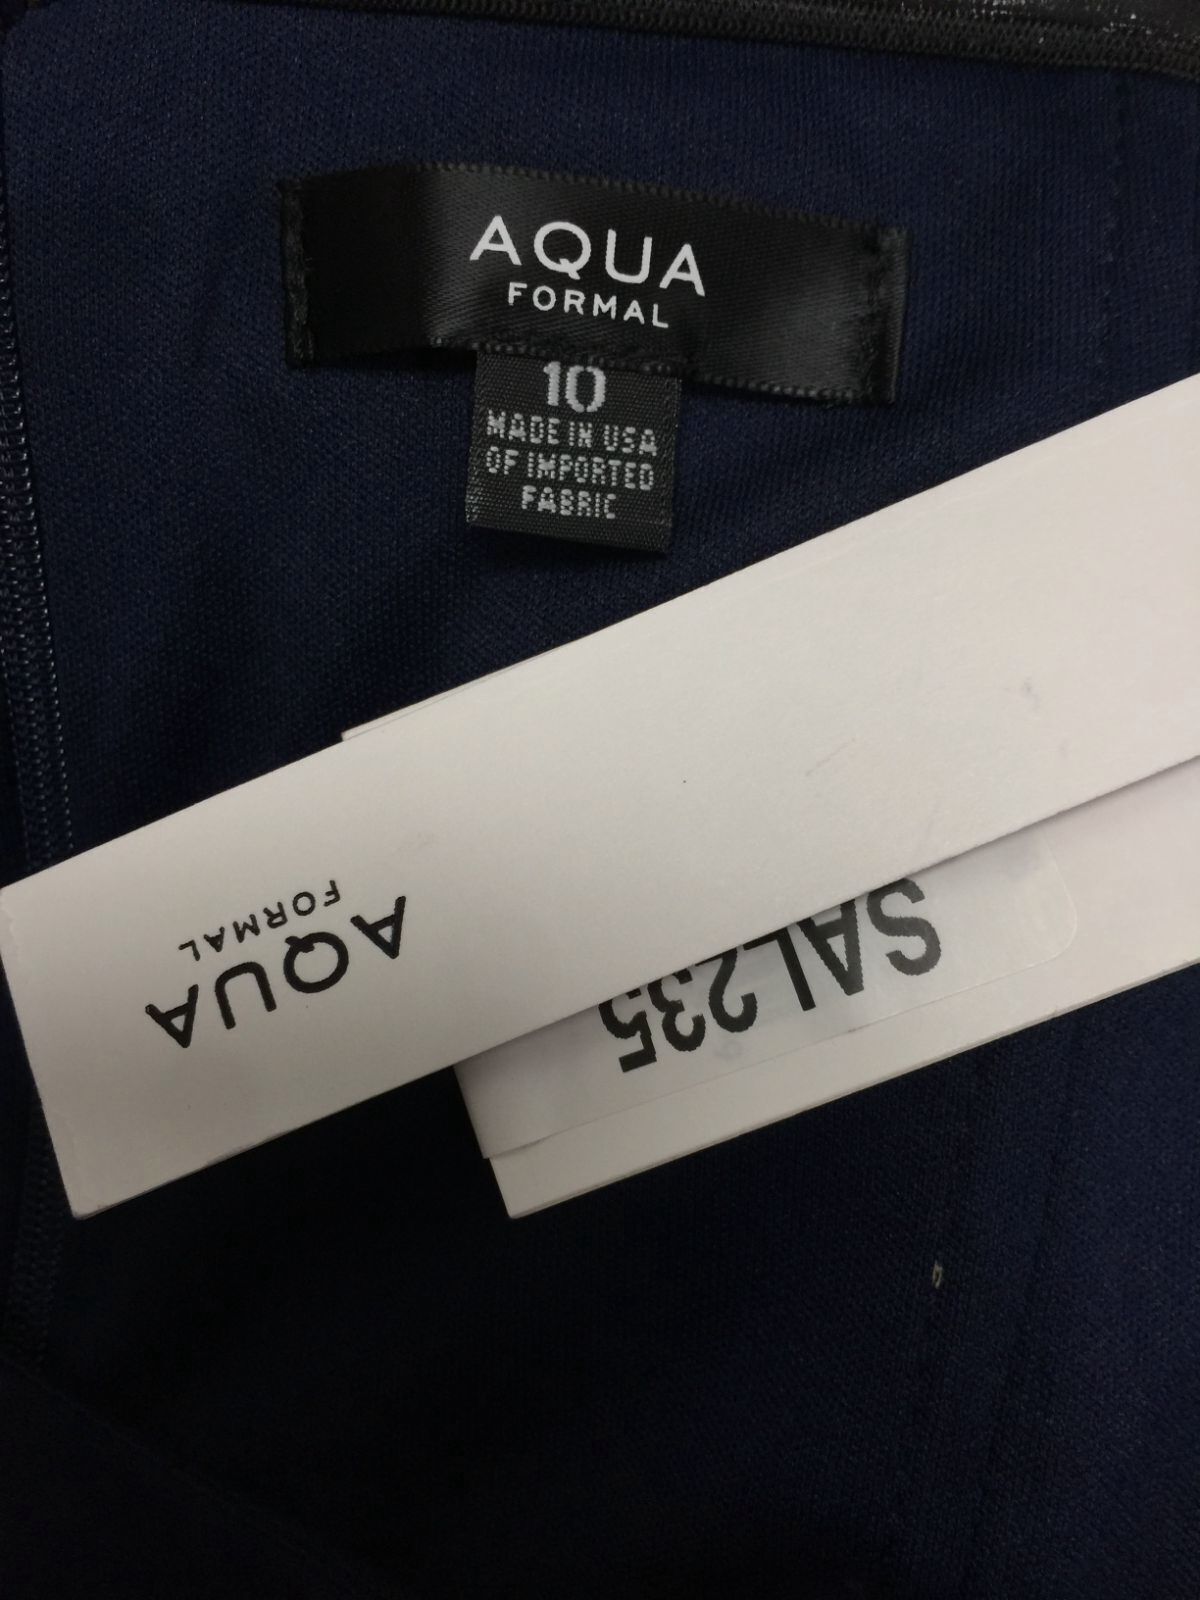 AQUA
FORMAL
10
MADE IN USA
OF IMPORTED
FABRIC
AQUA
FORMAL
SAL235